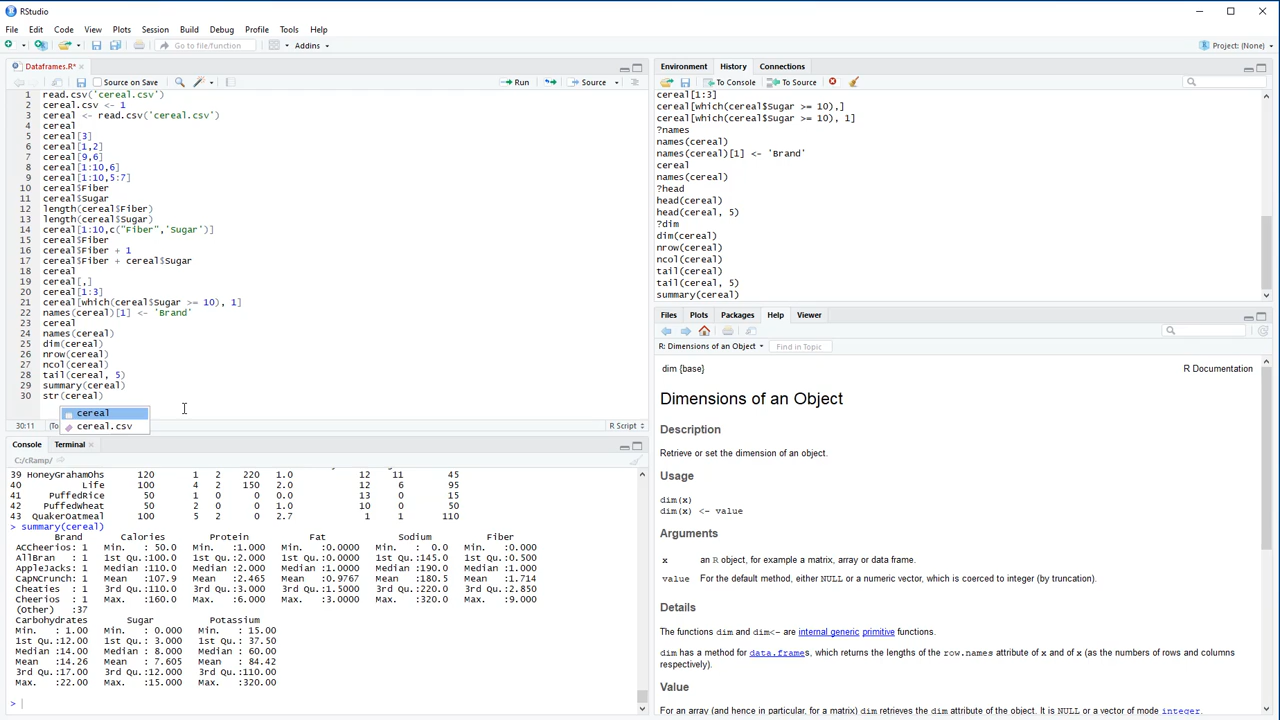 RStudio
File Edit Code View Plots Session Build Debug Profile Tools Help
Go to file/function Addins Project: (None)
Dataframes.R*
Source on Save Run Source
1 read.csv('cereal.csv')
2 cereal.csv <- 1
3 cereal <- read.csv('cereal.csv')
4 cereal
5 cereal[3]
6 cereal[1,2]
7 cereal[9,6]
8 cereal[1:10,6]
9 cereal[1:10,5:7]
10 cereal$Fiber
11 cereal$Sugar
12 length(cereal$Fiber)
13 length(cereal$Sugar)
14 cereal[1:10,c("Fiber",'Sugar')]
15 cereal$Fiber
16 cereal$Fiber + 1
17 cereal$Fiber + cereal$Sugar
18 cereal
19 cereal[,]
20 cereal[1:3]
21 cereal[which(cereal$Sugar >= 10), 1]
22 names(cereal)[1] <- 'Brand'
23 cereal
24 names(cereal)
25 dim(cereal)
26 nrow(cereal)
27 ncol(cereal)
28 tail(cereal, 5)
29 summary(cereal)
30 str(cereal)
cereal
cereal.csv
30:11 (To R Script
Console Terminal
C:/cRamp/
39 HoneyGrahamOhs 120 1 2 220 1.0 12 11 45
40 Life 100 4 2 150 2.0 12 6 95
41 PuffedRice 50 1 0 0 0.0 13 0 15
42 PuffedWheat 50 2 0 0 1.0 10 0 50
43 QuakerOatmeal 100 5 2 0 2.7 1 1 110
> summary(cereal)
Brand Calories Protein Fat Sodium Fiber
ACCheerios: 1 Min. : 50.0 Min. :1.000 Min. :0.0000 Min. : 0.0 Min. :0.000
AllBran : 1 1st Qu.:100.0 1st Qu.:2.000 1st Qu.:0.0000 1st Qu.:145.0 1st Qu.:0.500
AppleJacks: 1 Median :110.0 Median :2.000 Median :1.0000 Median :190.0 Median :1.000
CapNCrunch: 1 Mean :107.9 Mean :2.465 Mean :0.9767 Mean :180.5 Mean :1.714
Cheaties : 1 3rd Qu.:110.0 3rd Qu.:3.000 3rd Qu.:1.5000 3rd Qu.:220.0 3rd Qu.:2.850
Cheerios : 1 Max. :160.0 Max. :6.000 Max. :3.0000 Max. :320.0 Max. :9.000
(Other) :37
Carbohydrates Sugar Potassium
Min. : 1.00 Min. : 0.000 Min. : 15.00
1st Qu.:12.00 1st Qu.: 3.000 1st Qu.: 37.50
Median :14.00 Median : 8.000 Median : 60.00
Mean :14.26 Mean : 7.605 Mean : 84.42
3rd Qu.:17.00 3rd Qu.:12.000 3rd Qu.:110.00
Max. :22.00 Max. :15.000 Max. :320.00
>
Environment History Connections
To Console To Source
cereal[1:3]
cereal[which(cereal$Sugar >= 10),]
cereal[which(cereal$Sugar >= 10), 1]
?names
names(cereal)
names(cereal)[1] <- 'Brand'
cereal
names(cereal)
?head
head(cereal)
head(cereal, 5)
?dim
dim(cereal)
nrow(cereal)
ncol(cereal)
tail(cereal)
tail(cereal, 5)
summary(cereal)
Files Plots Packages Help Viewer
R: Dimensions of an Object Find in Topic
dim {base} R Documentation
Dimensions of an Object
Description
Retrieve or set the dimension of an object.
Usage
dim(x)
dim(x) <- value
Arguments
x an R object, for example a matrix, array or data frame.
value For the default method, either NULL or a numeric vector, which is coerced to integer (by truncation).
Details
The functions dim and dim<- are internal generic primitive functions.
dim has a method for data.frames, which returns the lengths of the row.names attribute of x and of x (as the numbers of rows and columns
respectively).
Value
For an array (and hence in particular, for a matrix) dim retrieves the dim attribute of the object. It is NULL or a vector of mode integer.